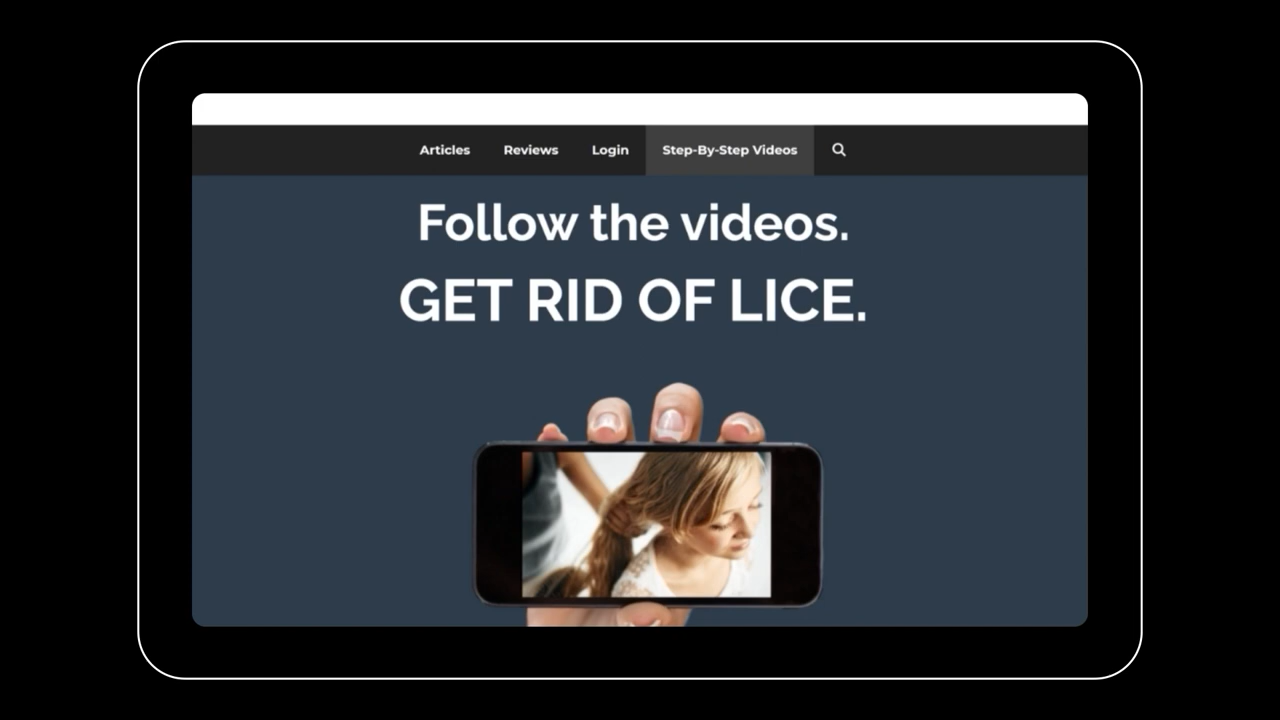 Articles Reviews Login Step-By-Step Videos
Follow the videos.
GET RID OF LICE.